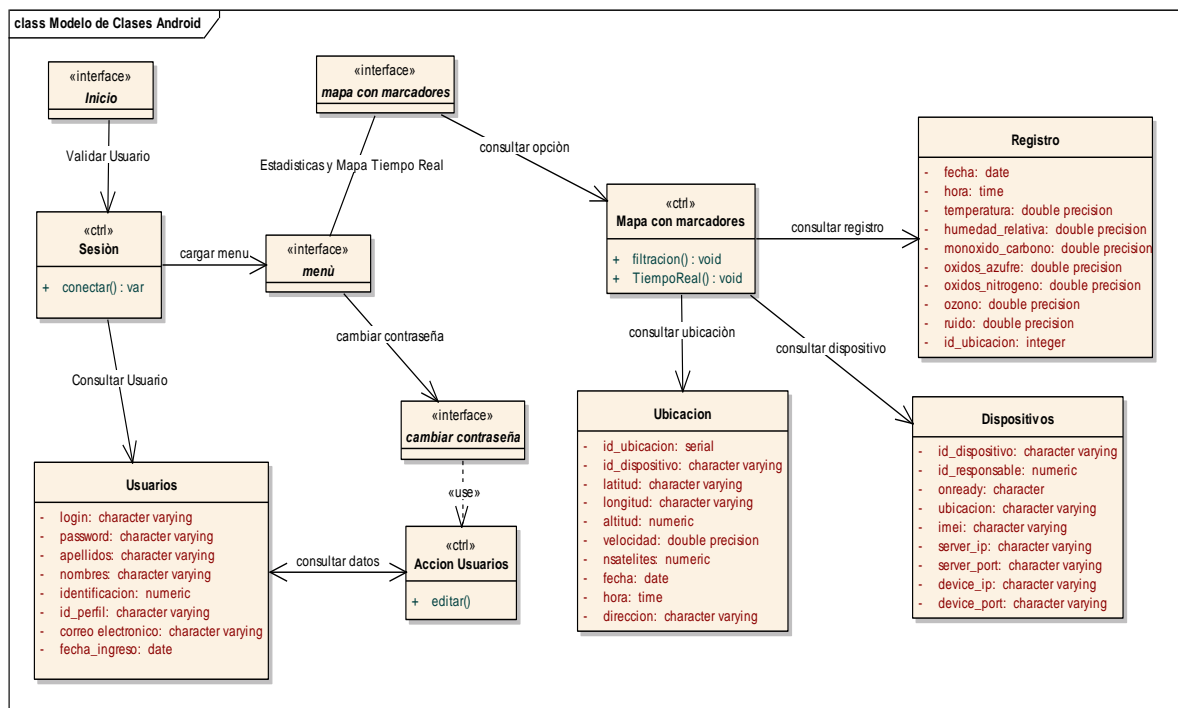 class Modelo de Clases Android
«interface»
Inicio
Validar Usuario
«ctrl»
Sesiòn
+ conectar() : var
cargar menu
Consultar Usuario
«interface»
mapa con marcadores
Estadisticas y Mapa Tiempo Real
«interface»
menù
consultar opciòn
cambiar contraseña
«interface»
cambiar contraseña
«use»
«ctrl»
Accion Usuarios
+ editar()
consultar datos
Usuarios
- login: character varying
- password: character varying
- apellidos: character varying
- nombres: character varying
- identificacion: numeric
- id_perfil: character varying
- correo electronico: character varying
- fecha_ingreso: date
«ctrl»
Mapa con marcadores
+ filtracion() : void
+ TiempoReal() : void
consultar registro
consultar ubicaciòn
consultar dispositivo
Registro
- fecha: date
- hora: time
- temperatura: double precision
- humedad_relativa: double precision
- monoxido_carbono: double precision
- oxidos_azufre: double precision
- oxidos_nitrogeno: double precision
- ozono: double precision
- ruido: double precision
- id_ubicacion: integer
Ubicacion
- id_ubicacion: serial
- id_dispositivo: character varying
- latitud: character varying
- longitud: character varying
- altitud: numeric
- velocidad: double precision
- nsatelites: numeric
- fecha: date
- hora: time
- direccion: character varying
Dispositivos
- id_dispositivo: character varying
- id_responsable: numeric
- onready: character
- ubicacion: character varying
- imei: character varying
- server_ip: character varying
- server_port: character varying
- device_ip: character varying
- device_port: character varying